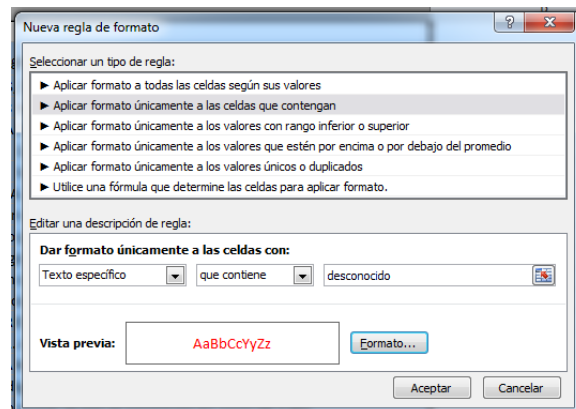 Nueva regla de formato
Seleccionar un tipo de regla:
► Aplicar formato a todas las celdas según sus valores
► Aplicar formato únicamente a las celdas que contengan
► Aplicar formato únicamente a los valores con rango inferior o superior
► Aplicar formato únicamente a los valores que estén por encima o por debajo del promedio
► Aplicar formato únicamente a los valores únicos o duplicados
► Utilice una fórmula que determine las celdas para aplicar formato.
Editar una descripción de regla:
Dar formato únicamente a las celdas con:
Texto específico que contiene desconocido
Vista previa: AaBbCcYyZz Formato...
Aceptar Cancelar